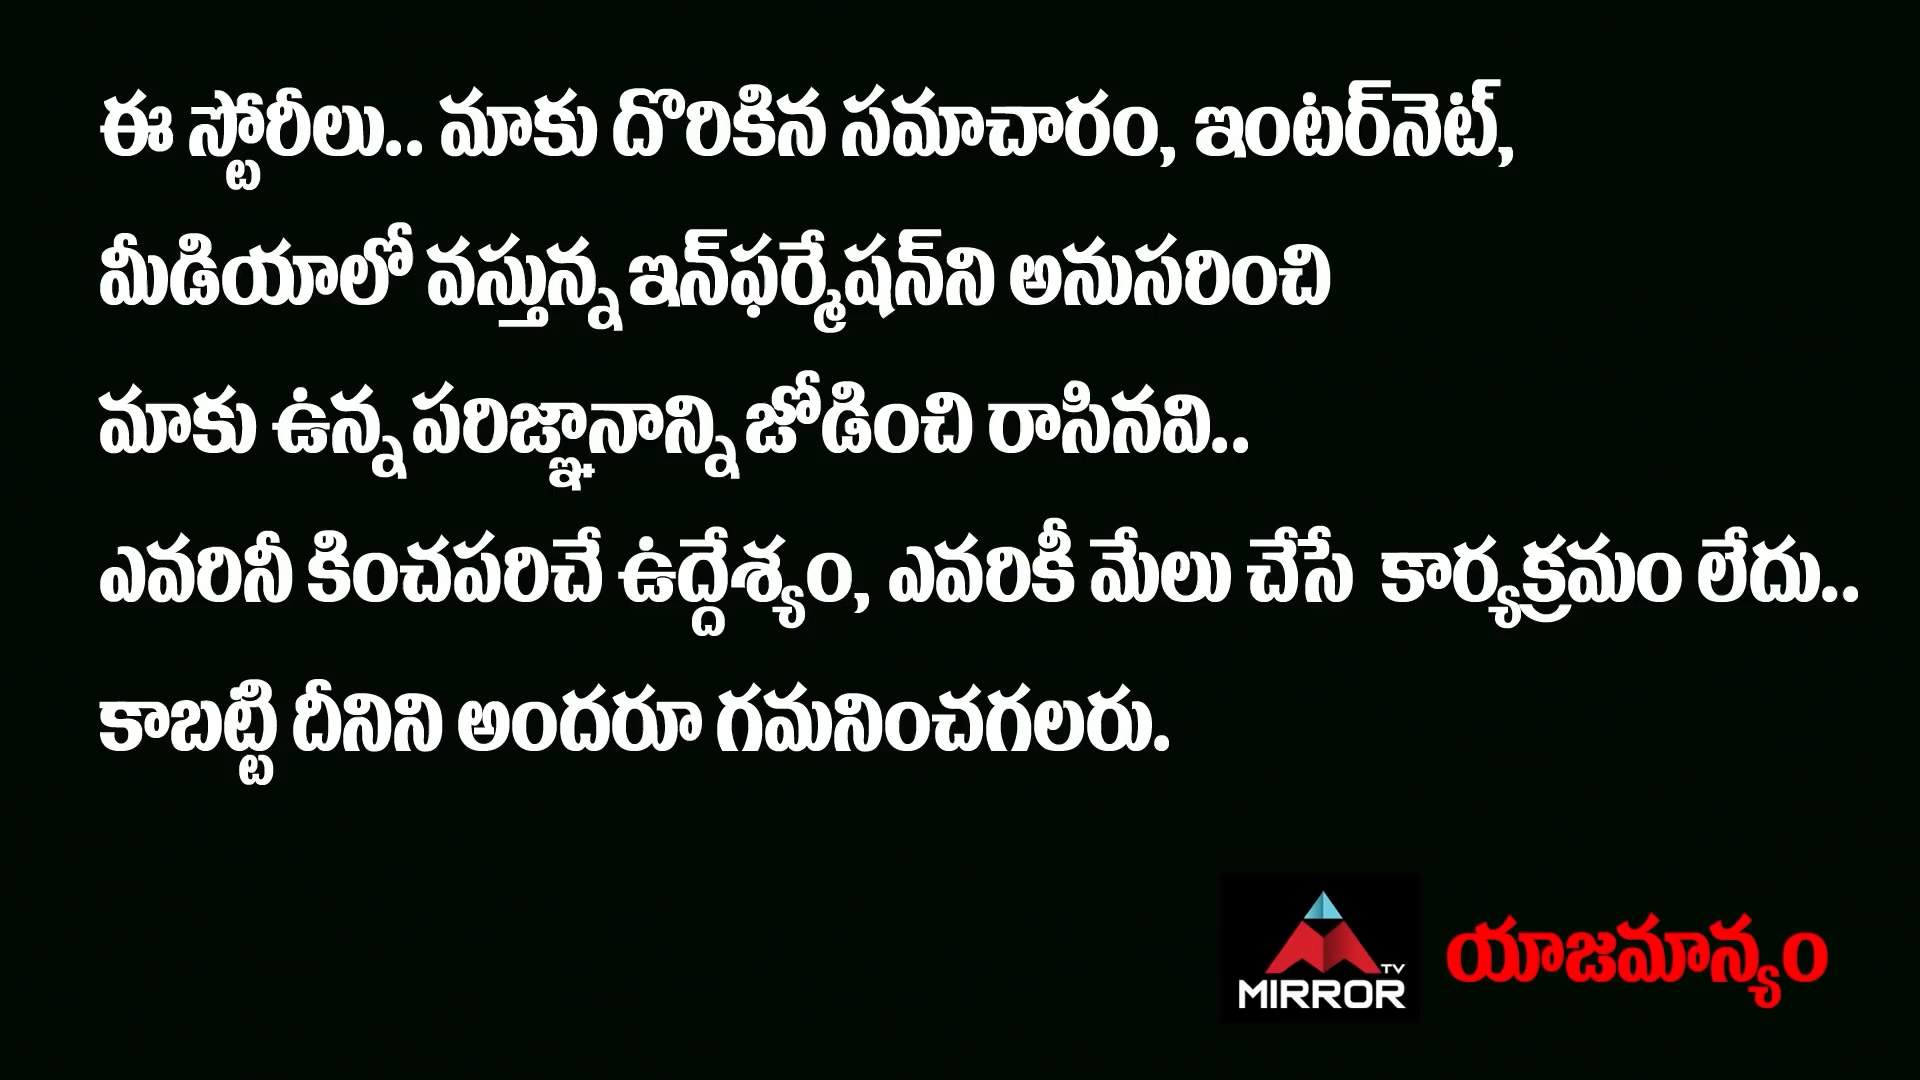 ఈ స్టోరీలు.. మాకు దొరికిన సమాచారం, ఇంటర్‌నెట్,
మీడియాలో వస్తున్న ఇన్‌ఫర్మేషన్‌ని అనుసరించి
మాకు ఉన్న పరిజ్ఞానాన్ని జోడించి రాసినవి..
ఎవరినీ కించపరిచే ఉద్దేశ్యం, ఎవరికీ మేలు చేసే కార్యక్రమం లేదు..
కాబట్టి దీనిని అందరూ గమనించగలరు.
MIRROR TV యాజమాన్యం